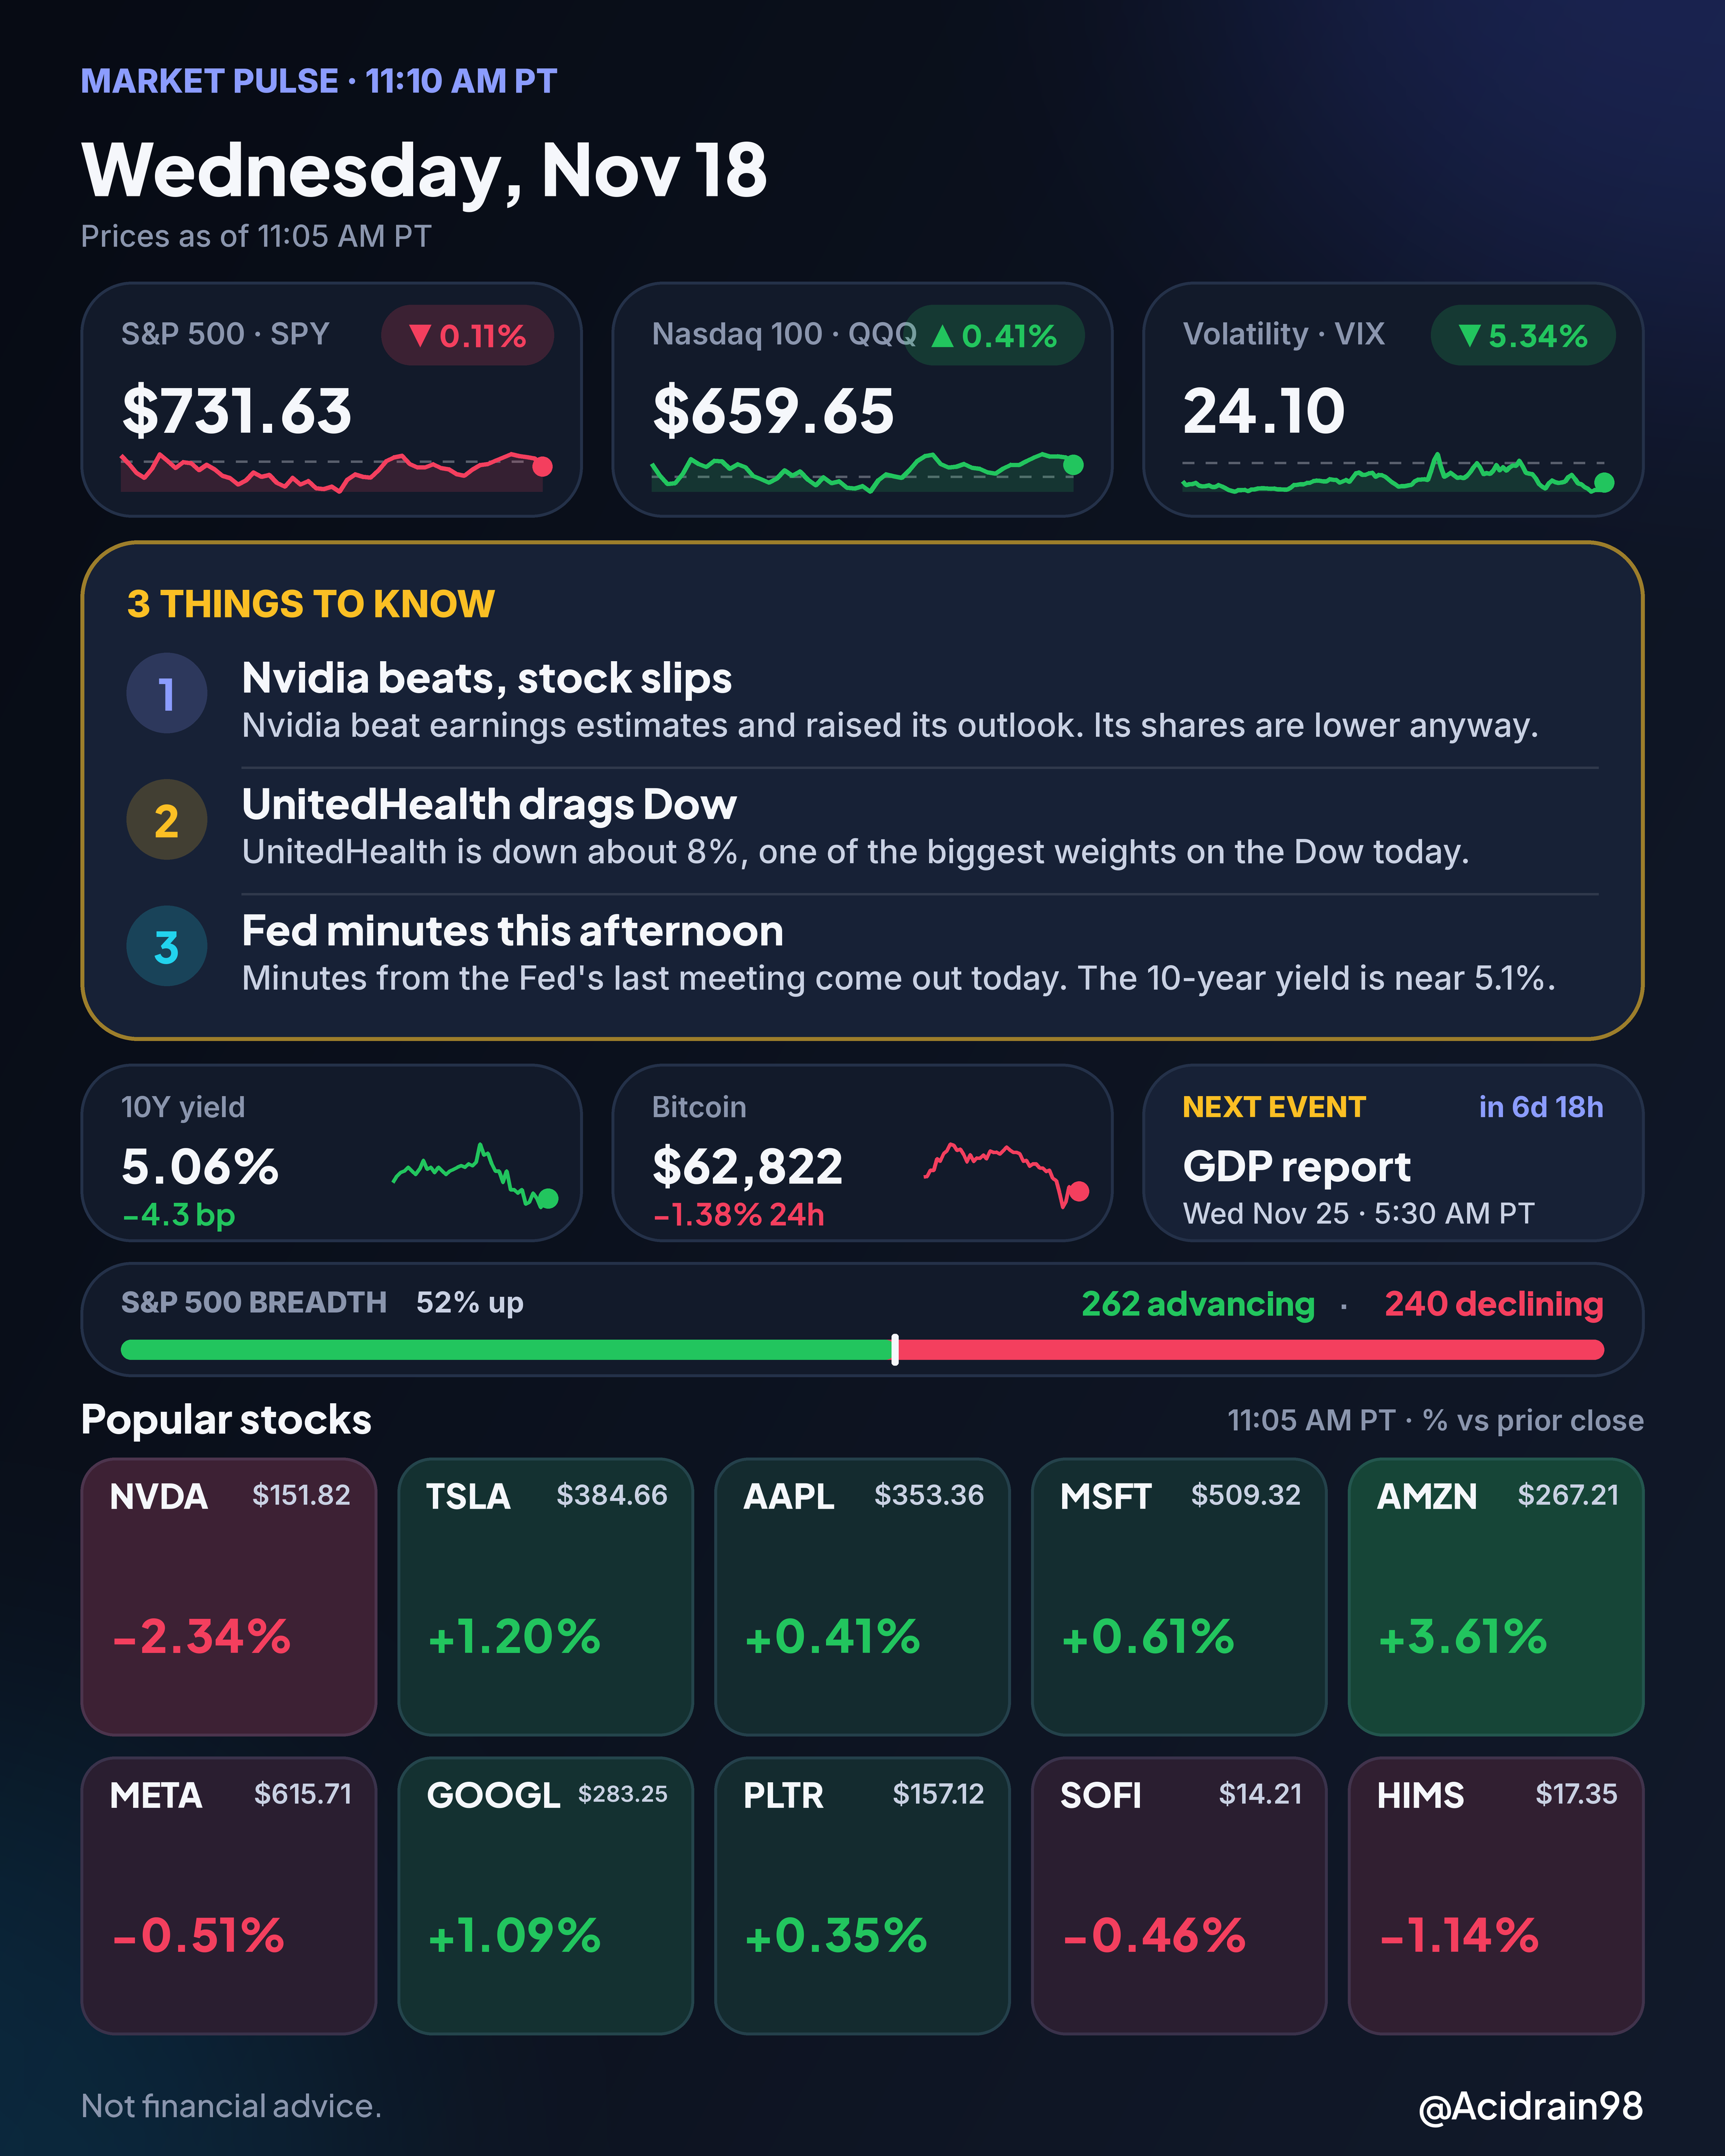 MARKET PULSE · 11:10 AM PT
Wednesday, Nov 18
Prices as of 11:05 AM PT
S&P 500 · SPY ▼ 0.11%
$731.63
Nasdaq 100 · QQQ ▲ 0.41%
$659.65
Volatility · VIX ▼ 5.34%
24.10
3 THINGS TO KNOW
1 Nvidia beats, stock slips
Nvidia beat earnings estimates and raised its outlook. Its shares are lower anyway.
2 UnitedHealth drags Dow
UnitedHealth is down about 8%, one of the biggest weights on the Dow today.
3 Fed minutes this afternoon
Minutes from the Fed's last meeting come out today. The 10-year yield is near 5.1%.
10Y yield
5.06%
−4.3 bp
Bitcoin
$62,822
−1.38% 24h
NEXT EVENT in 6d 18h
GDP report
Wed Nov 25 · 5:30 AM PT
S&P 500 BREADTH 52% up 262 advancing · 240 declining
Popular stocks 11:05 AM PT · % vs prior close
NVDA $151.82
−2.34%
TSLA $384.66
+1.20%
AAPL $353.36
+0.41%
MSFT $509.32
+0.61%
AMZN $267.21
+3.61%
META $615.71
−0.51%
GOOGL $283.25
+1.09%
PLTR $157.12
+0.35%
SOFI $14.21
−0.46%
HIMS $17.35
−1.14%
Not financial advice. @Acidrain98